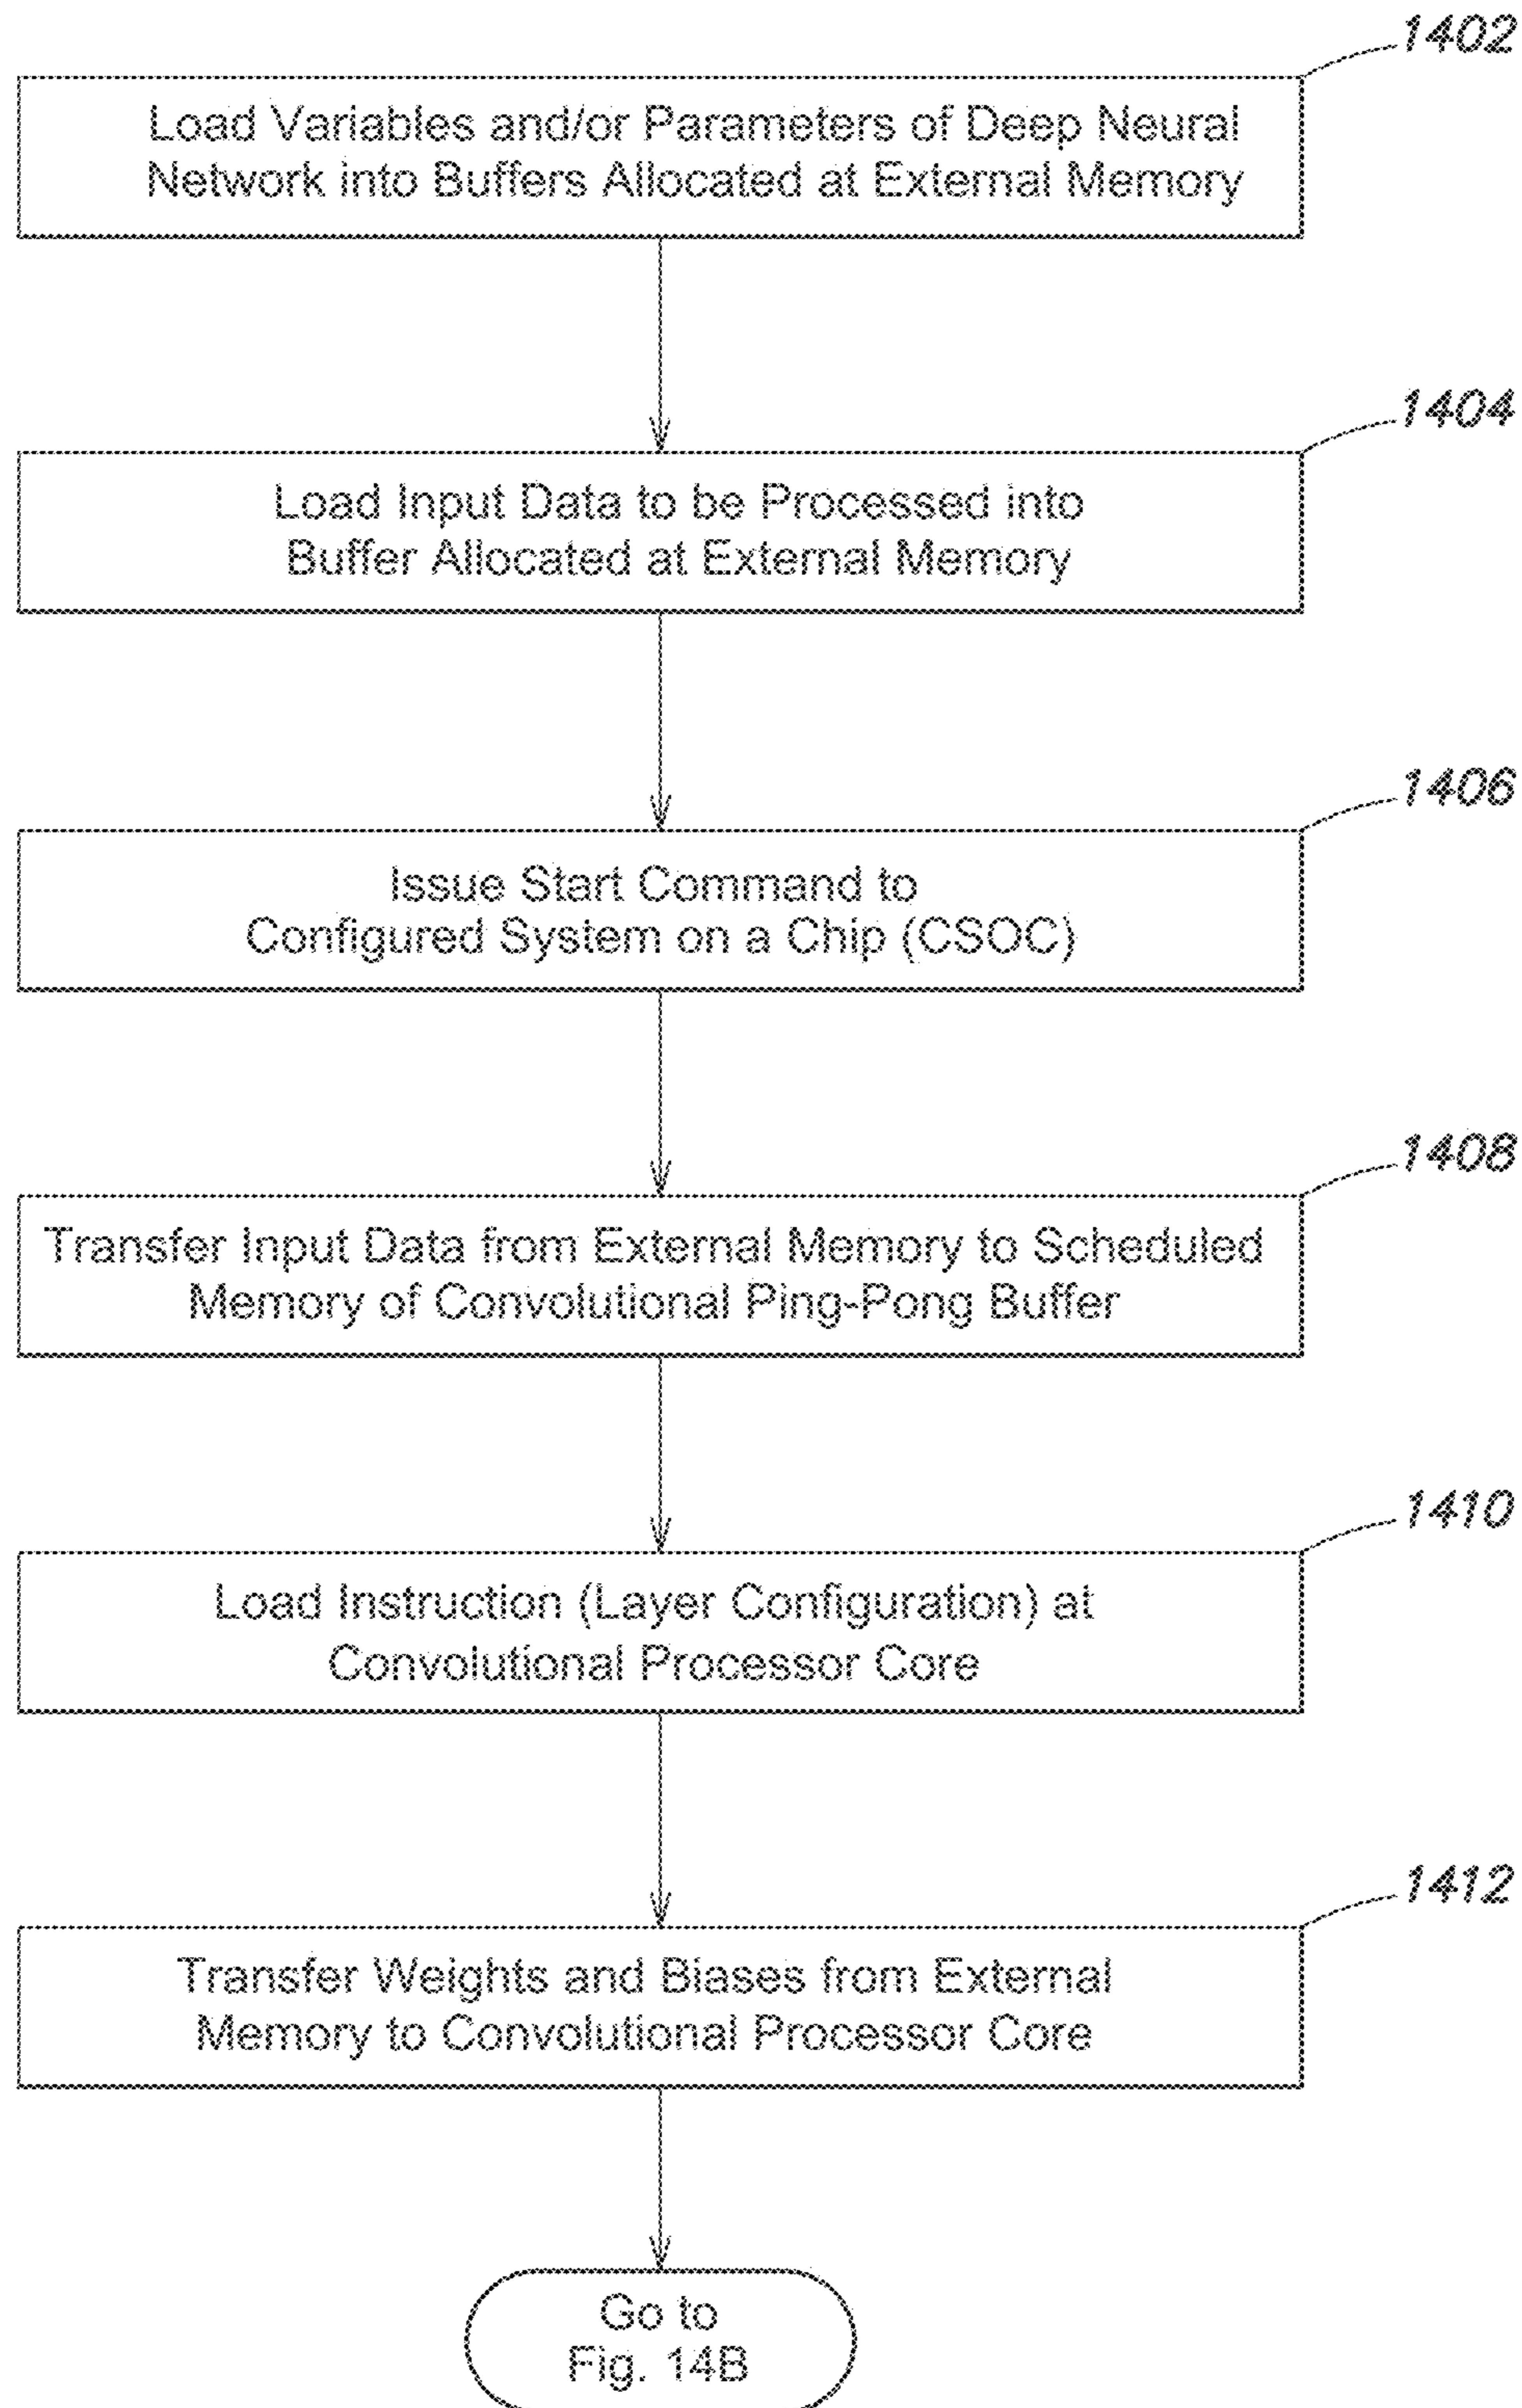 1402
Load Variables and/or Parameters of Deep Neural
Network into Buffers Allocated at External Memory
1404
Load Input Data to be Processed into
Buffer Allocated at External Memory
1406
Issue Start Command to
Configured System on a Chip (CSOC)
1408
Transfer Input Data from External Memory to Scheduled
Memory of Convolutional Ping-Pong Buffer
1410
Load Instruction (Layer Configuration) at
Convolutional Processor Core
1412
Transfer Weights and Biases from External
Memory to Convolutional Processor Core
Go to
Fig. 14B